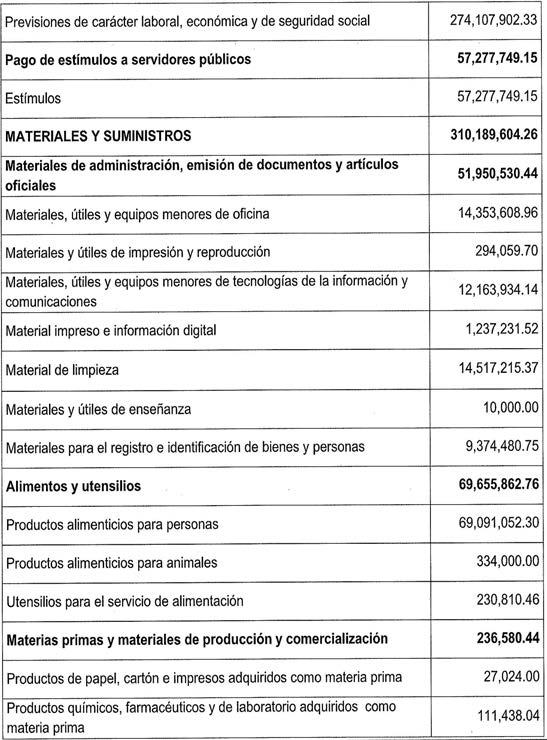 Previsiones de carácter laboral, económica y de seguridad social 274,107,902.33
Pago de estímulos a servidores públicos 57,277,749.15
Estímulos 57,277,749.15
MATERIALES Y SUMINISTROS 310,189,604.26
Materiales de administración, emisión de documentos y artículos
oficiales 51,950,530.44
Materiales, útiles y equipos menores de oficina 14,353,608.96
Materiales y útiles de impresión y reproducción 294,059.70
Materiales, útiles y equipos menores de tecnologías de la información y
comunicaciones 12,163,934.14
Material impreso e información digital 1,237,231.52
Material de limpieza 14,517,215.37
Materiales y útiles de enseñanza 10,000.00
Materiales para el registro e identificación de bienes y personas 9,374,480.75
Alimentos y utensilios 69,655,862.76
Productos alimenticios para personas 69,091,052.30
Productos alimenticios para animales 334,000.00
Utensilios para el servicio de alimentación 230,810.46
Materias primas y materiales de producción y comercialización 236,580.44
Productos de papel, cartón e impresos adquiridos como materia prima 27,024.00
Productos químicos, farmacéuticos y de laboratorio adquiridos como
materia prima 111,438.04